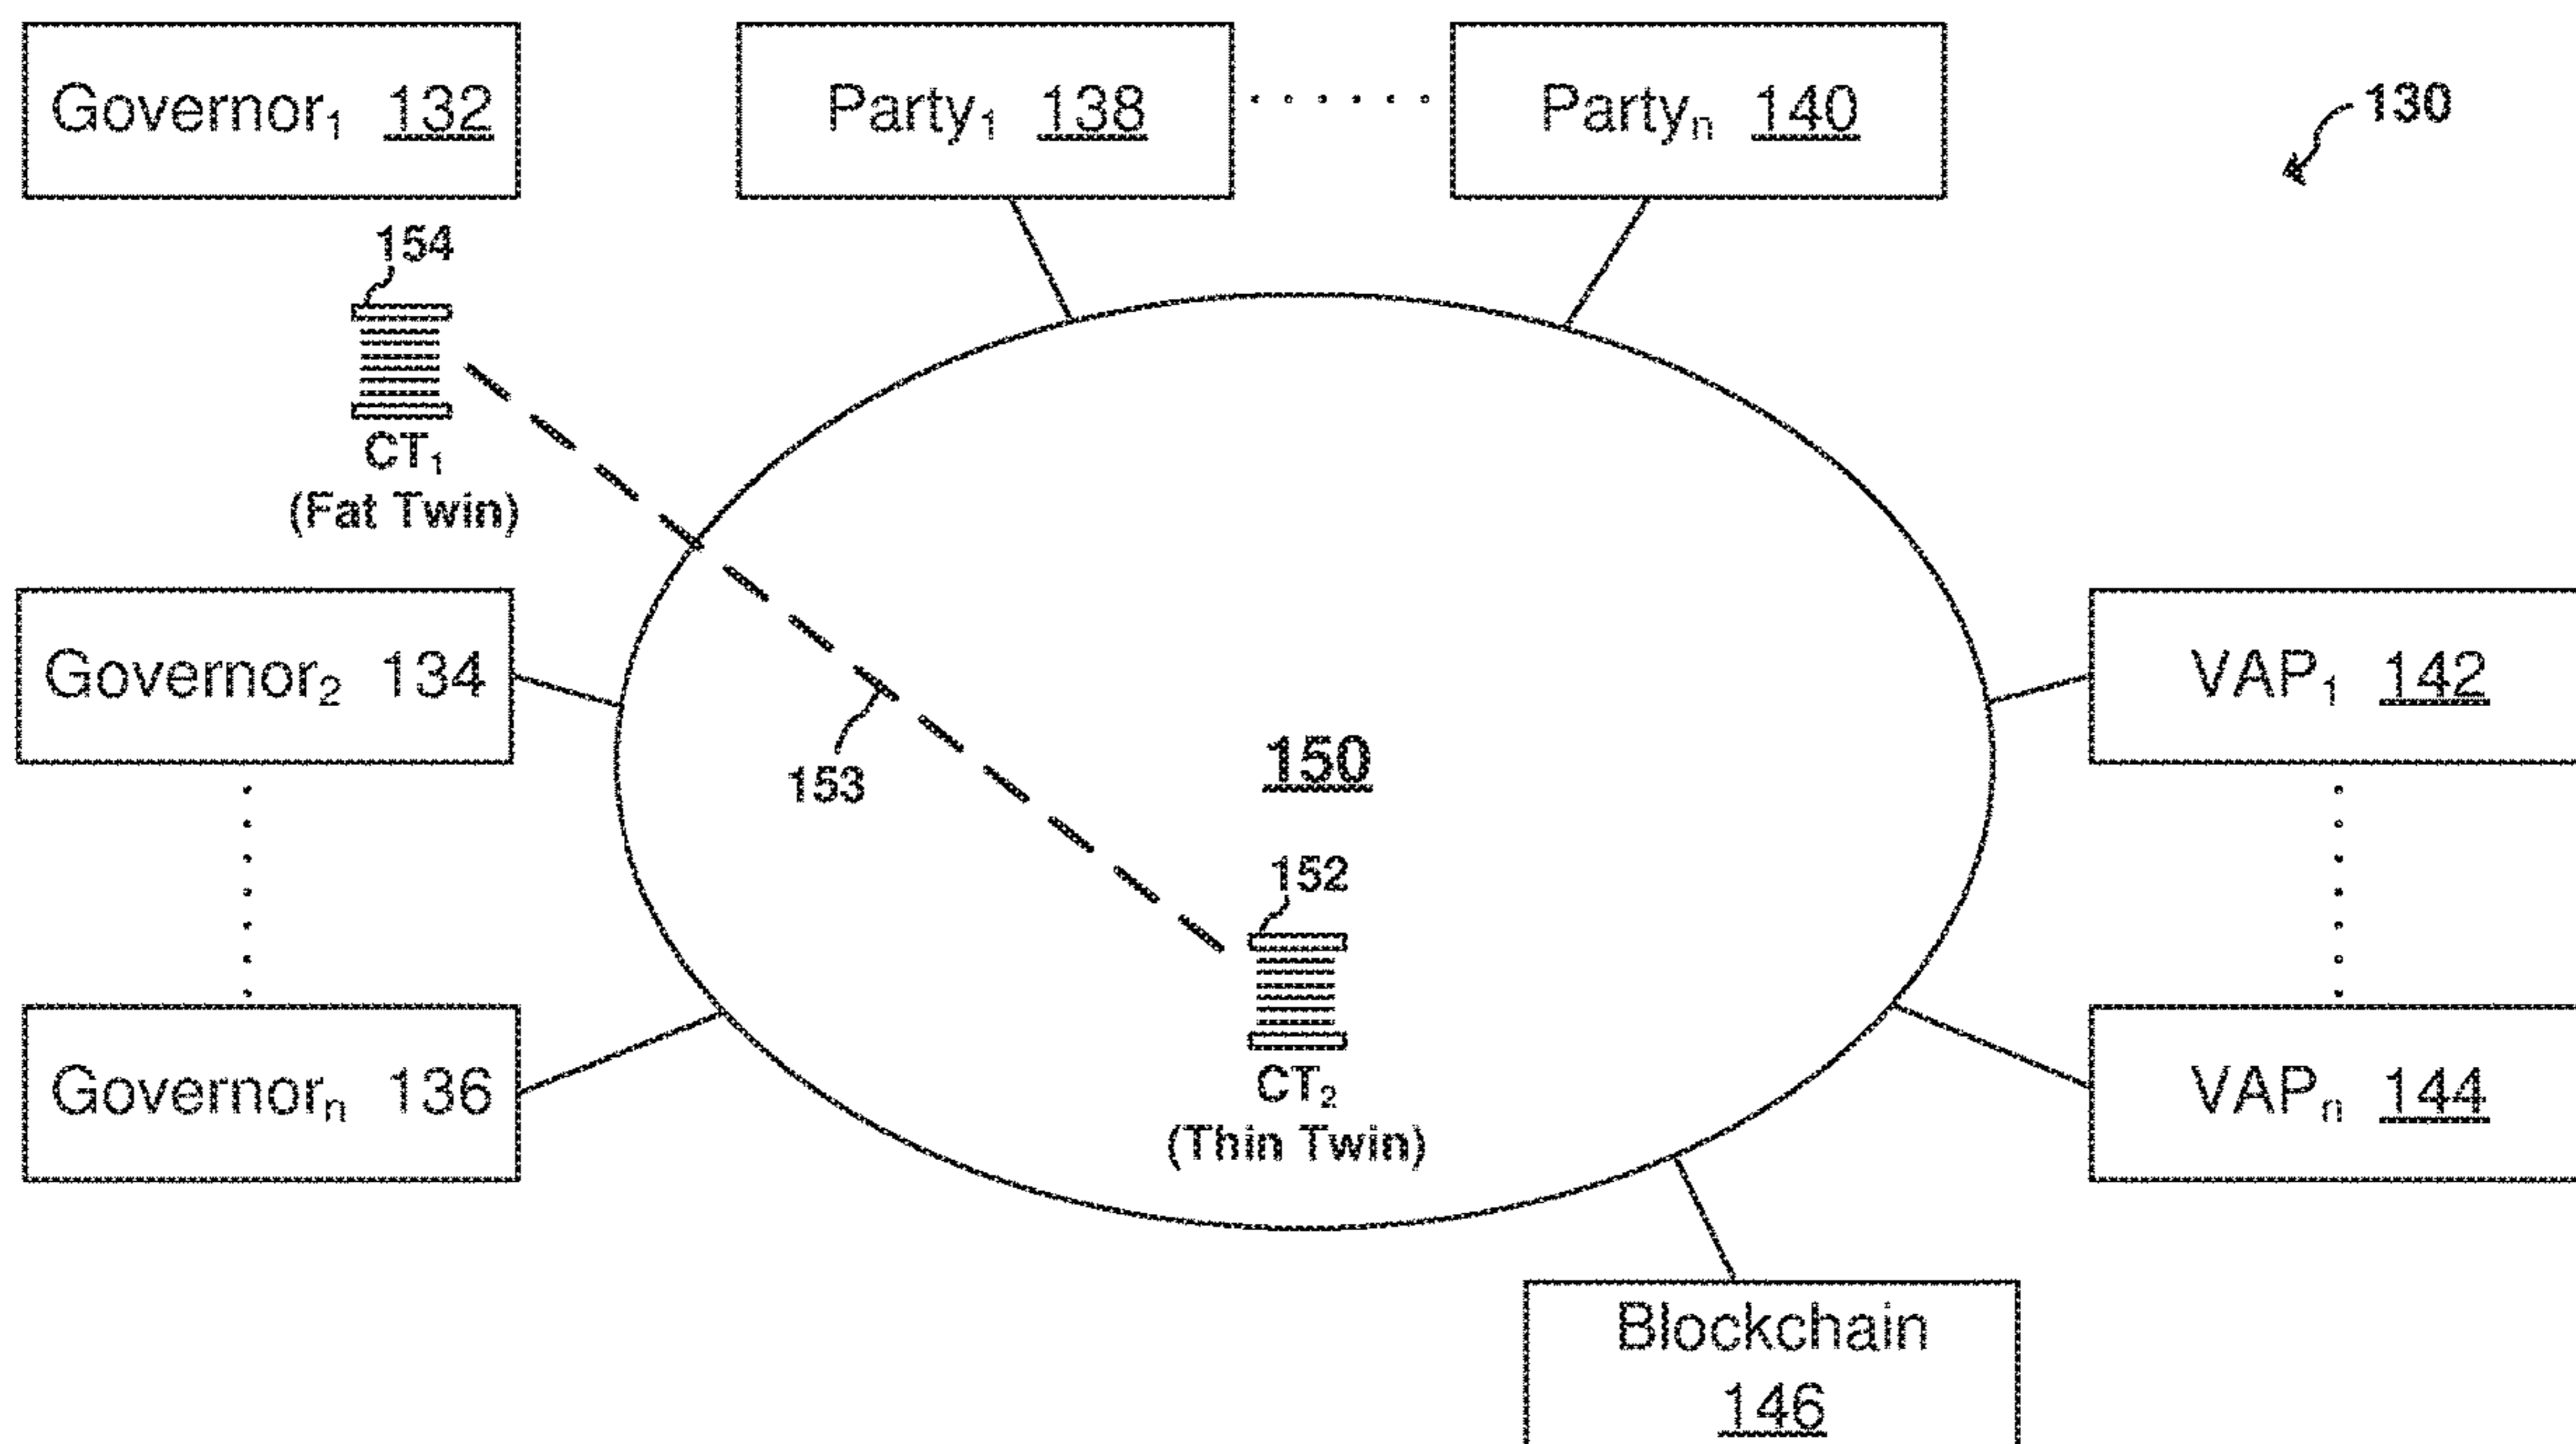 Governor₁ 132
Party₁ 138
Partyₙ 140
130
154
CT₁
(Fat Twin)
Governor₂ 134
153
150
VAP₁ 142
152
CT₂
(Thin Twin)
Governorₙ 136
VAPₙ 144
Blockchain
146